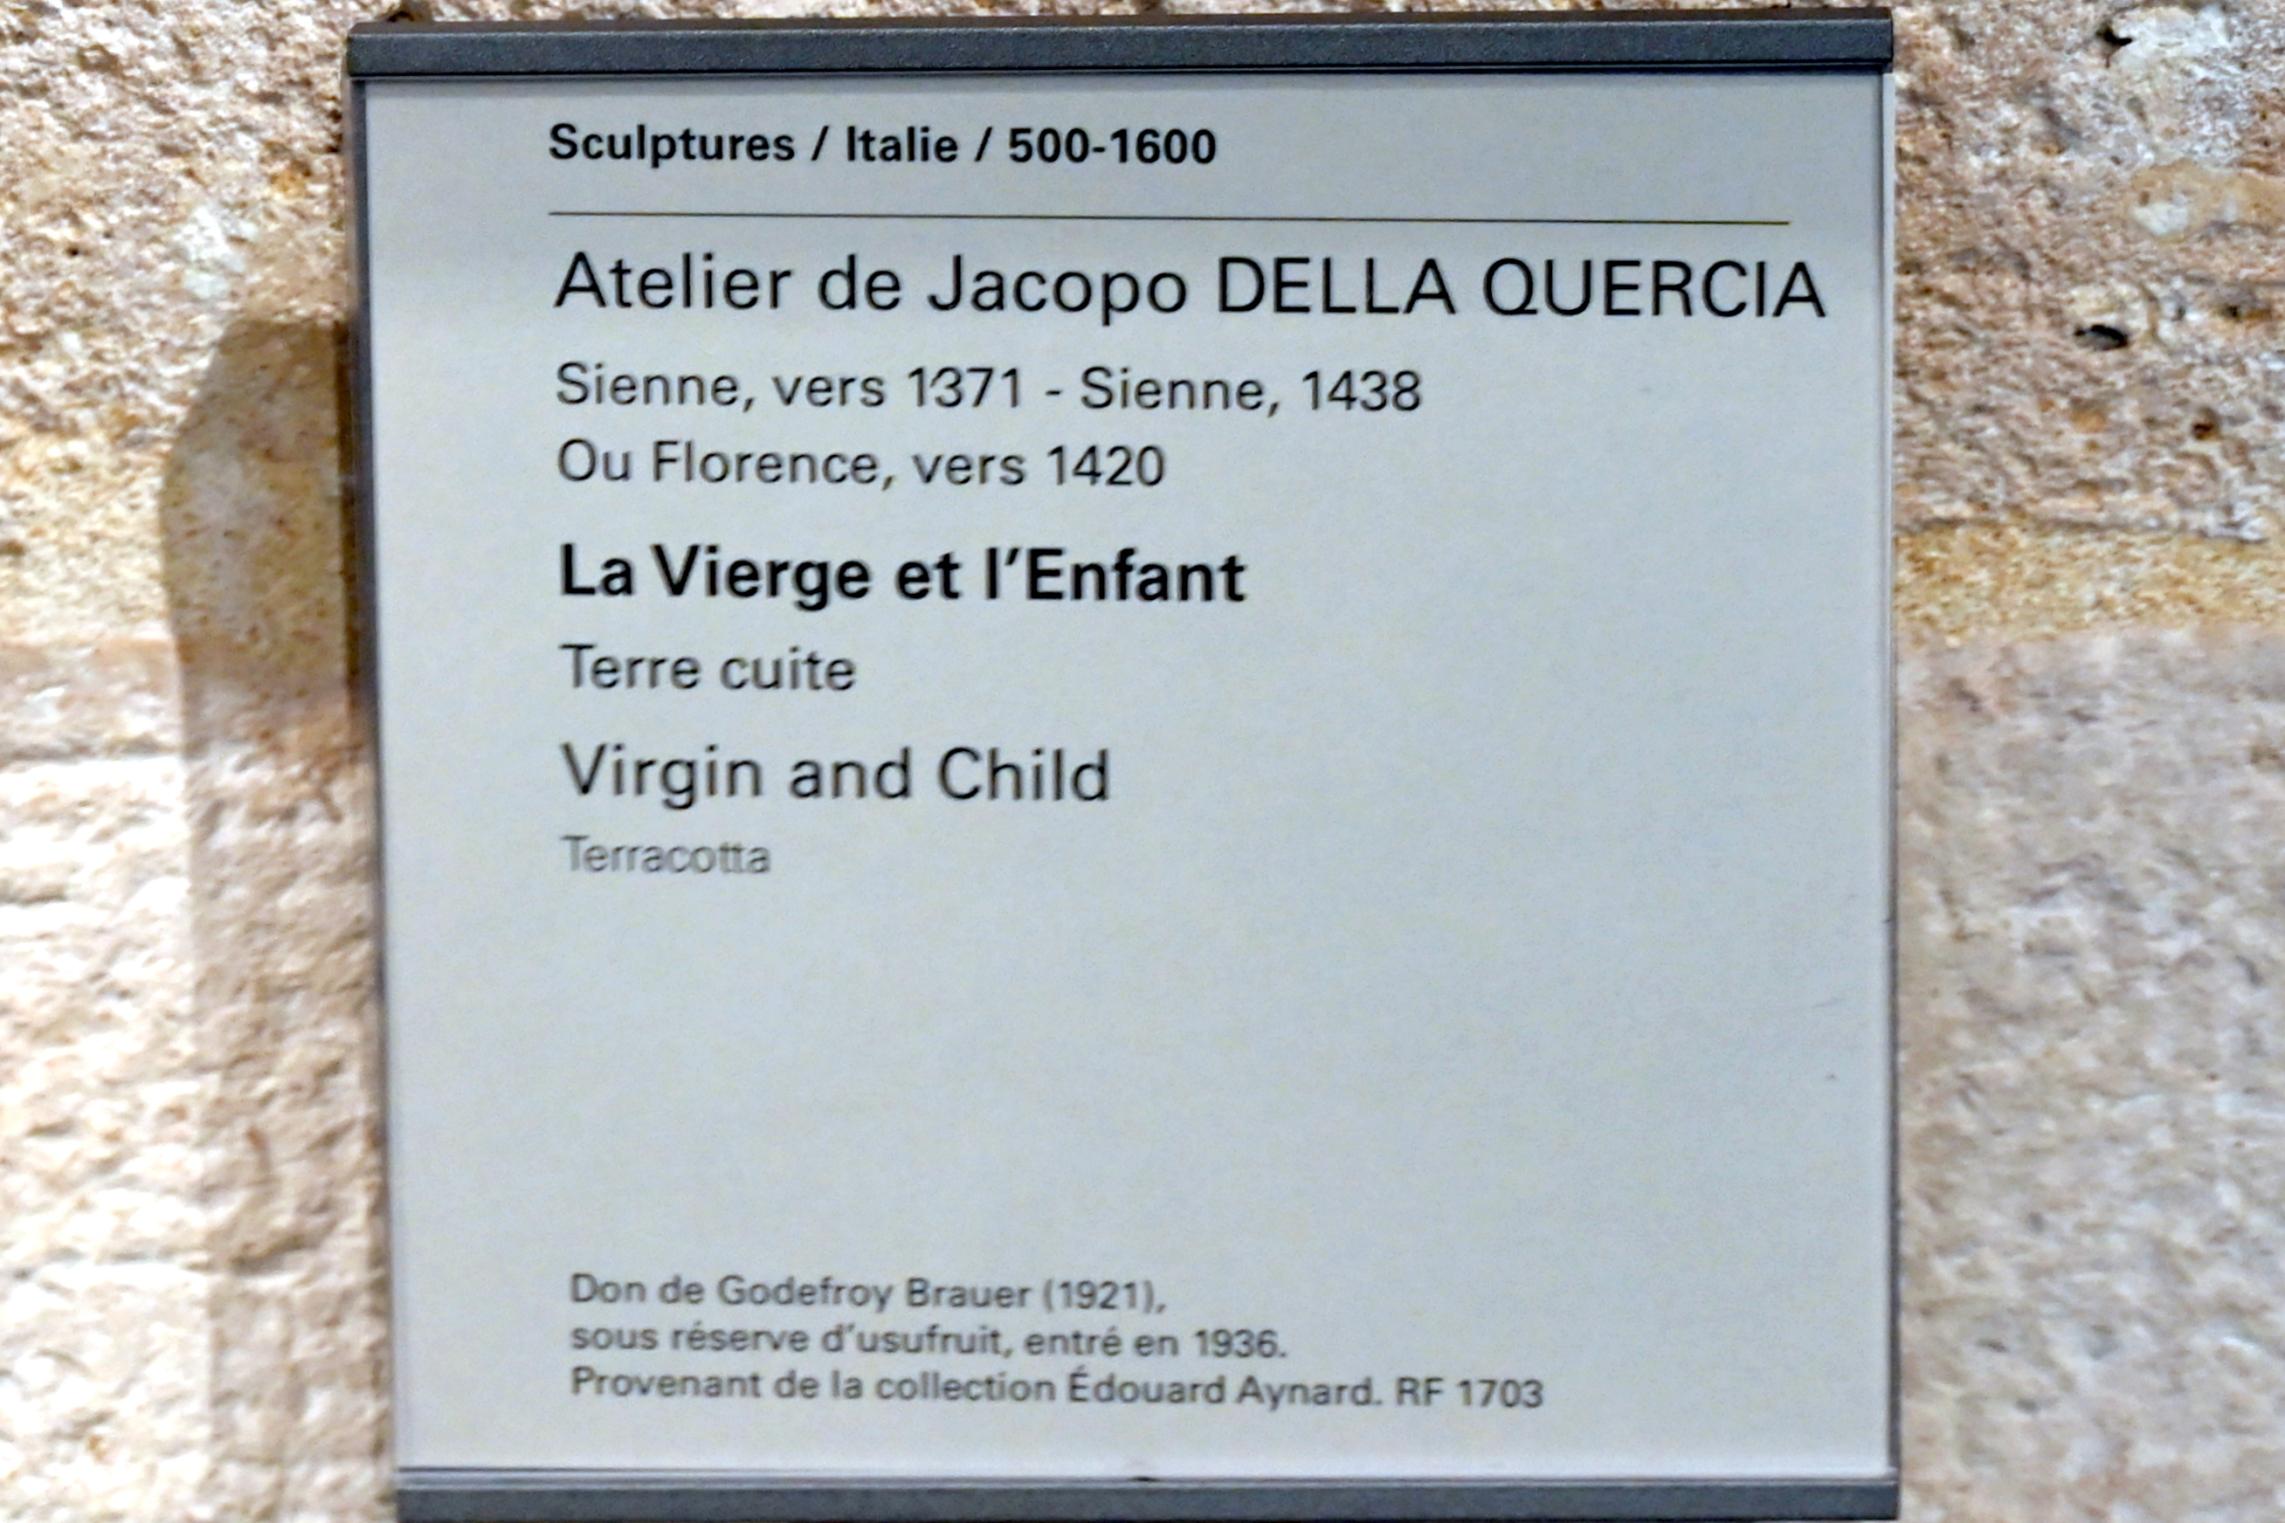 Sculptures / Italie / 500-1600
Atelier de Jacopo DELLA QUERCIA
Sienne, vers 1371 - Sienne, 1438
Ou Florence, vers 1420
La Vierge et l'Enfant
Terre cuite
Virgin and Child
Terracotta
Don de Godefroy Brauer (1921),
sous réserve d'usufruit, entré en 1936.
Provenant de la collection Édouard Aynard. RF 1703